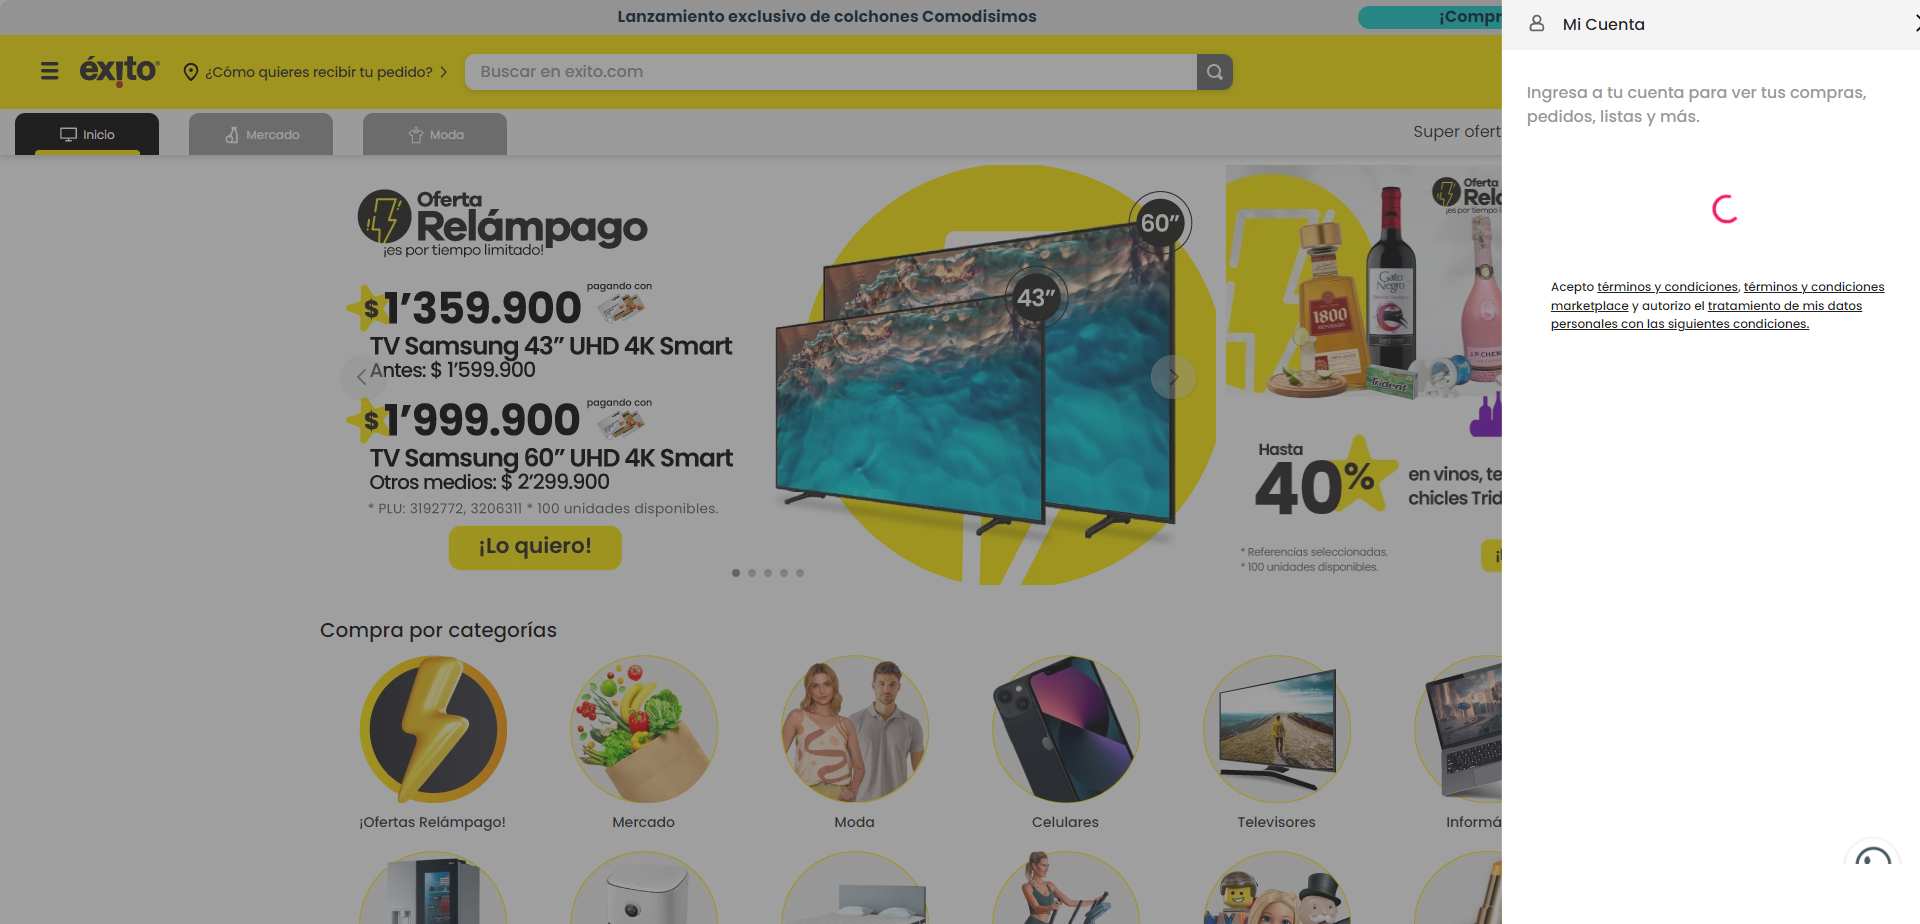 Lanzamiento exclusivo de colchones Comodisimos
¡Compr
Mi Cuenta
éxito
¿Cómo quieres recibir tu pedido?
Buscar en exito.com
Ingresa a tu cuenta para ver tus compras,
pedidos, listas y más.
Inicio
Mercado
Moda
Super ofert
Oferta
Relámpago
¡es por tiempo limitado!
$1’359.900
pagando con
TV Samsung 43” UHD 4K Smart
Antes: $ 1’599.900
$1’999.900
pagando con
TV Samsung 60” UHD 4K Smart
Otros medios: $ 2’299.900
* PLU: 3192772, 3206311 * 100 unidades disponibles.
¡Lo quiero!
60”
43”
Oferta
Relá
¡es por tiempo l
1800
Gato
Negro
J.P. CHEN
Trident
Hasta
40%
en vinos, te
chicles Trid
* Referencias seleccionadas.
* 100 unidades disponibles.
Acepto términos y condiciones, términos y condiciones
marketplace y autorizo el tratamiento de mis datos
personales con las siguientes condiciones.
Compra por categorías
¡Ofertas Relámpago!
Mercado
Moda
Celulares
Televisores
Informá